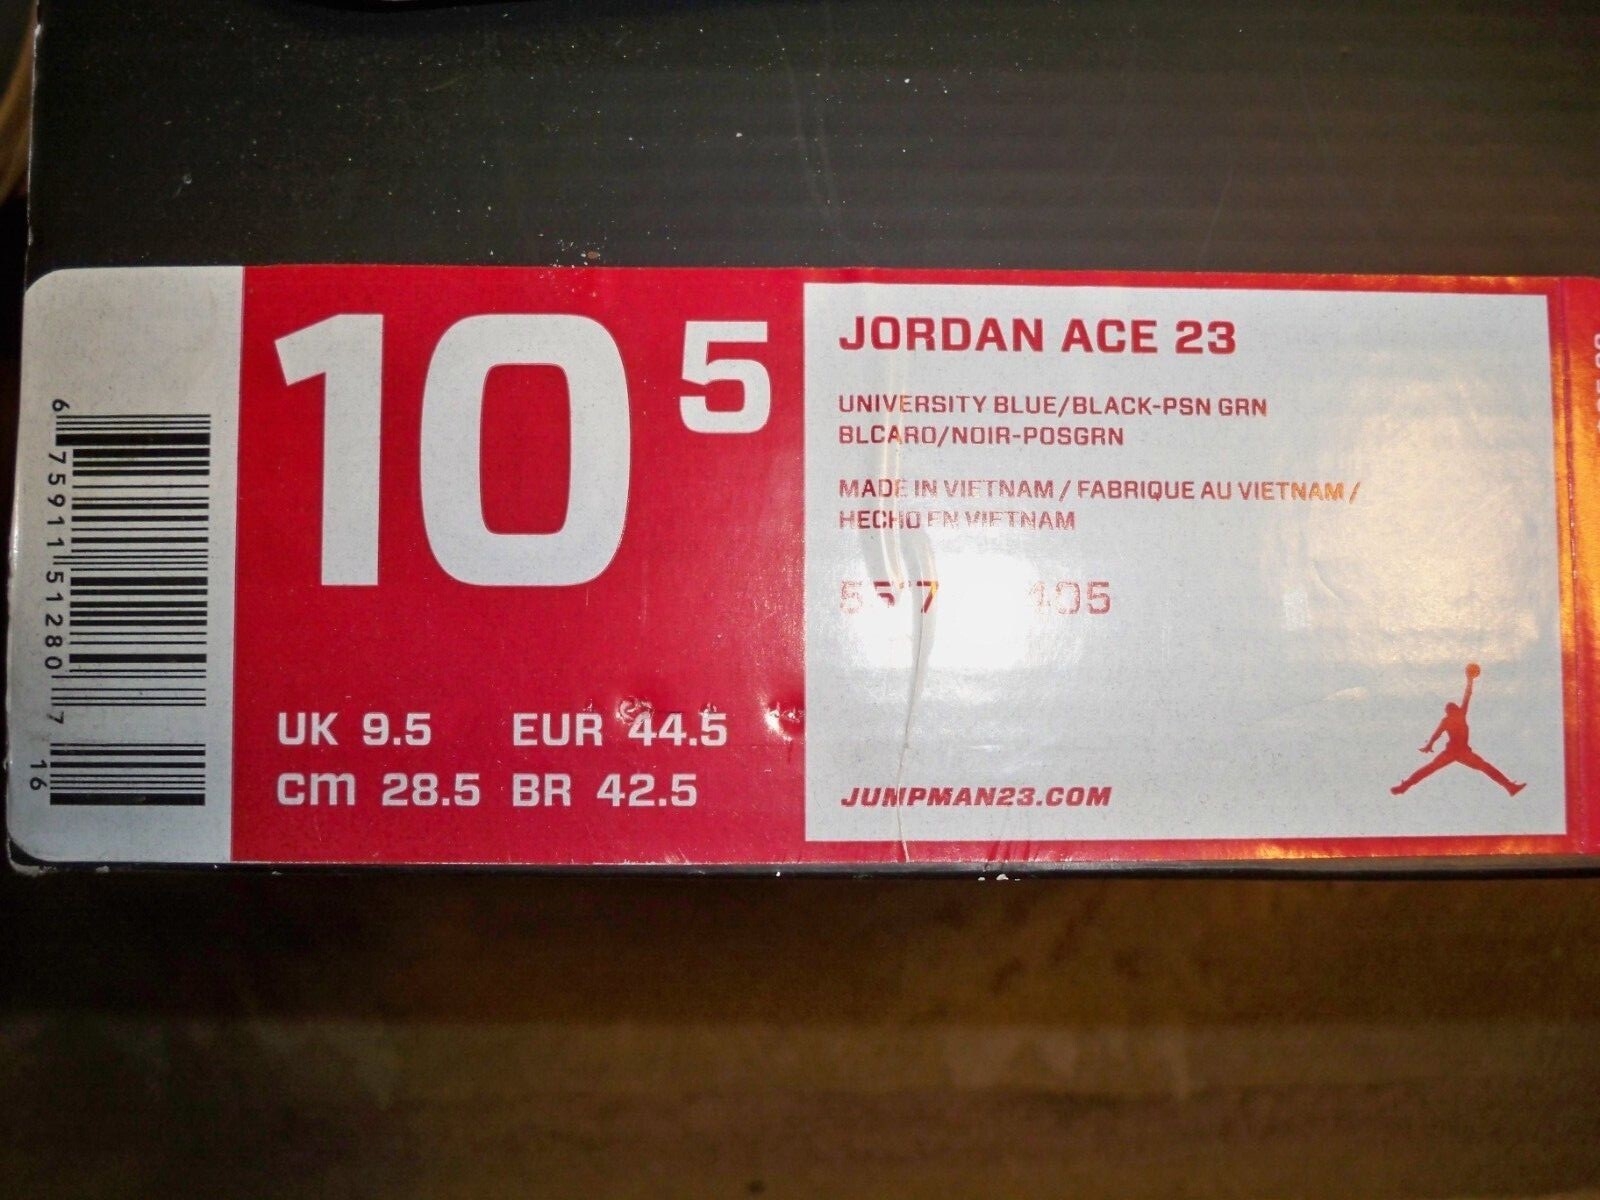 10 5
UK 9.5 EUR 44.5
cm 28.5 BR 42.5
6 75911 51280 7
16
JORDAN ACE 23
UNIVERSITY BLUE/BLACK-PSN GRN
BLCARO/NOIR-POSGRN
MADE IN VIETNAM / FABRIQUE AU VIETNAM /
HECHO EN VIETNAM
105
JUMPMAN23.COM